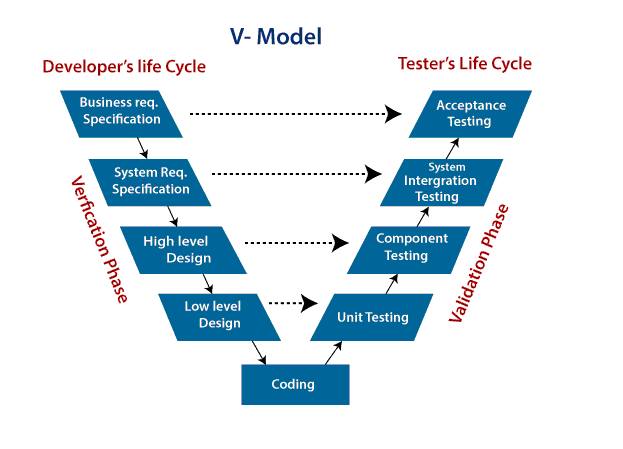 V- Model
Developer's life Cycle
Tester's Life Cycle
Business req.
Specification
Acceptance
Testing
System Req.
Specification
System
Intergration
Testing
Verfication Phase
High level
Design
Component
Testing
Validation Phase
Low level
Design
Unit Testing
Coding